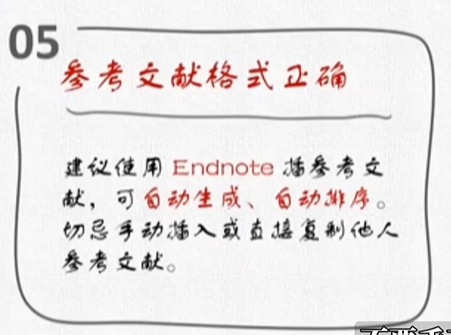 05
参考文献格式正确
建议使用 Endnote 插参考文
献，可自动生成、自动排序。
切忌手动插入或直接复制他人
参考文献。